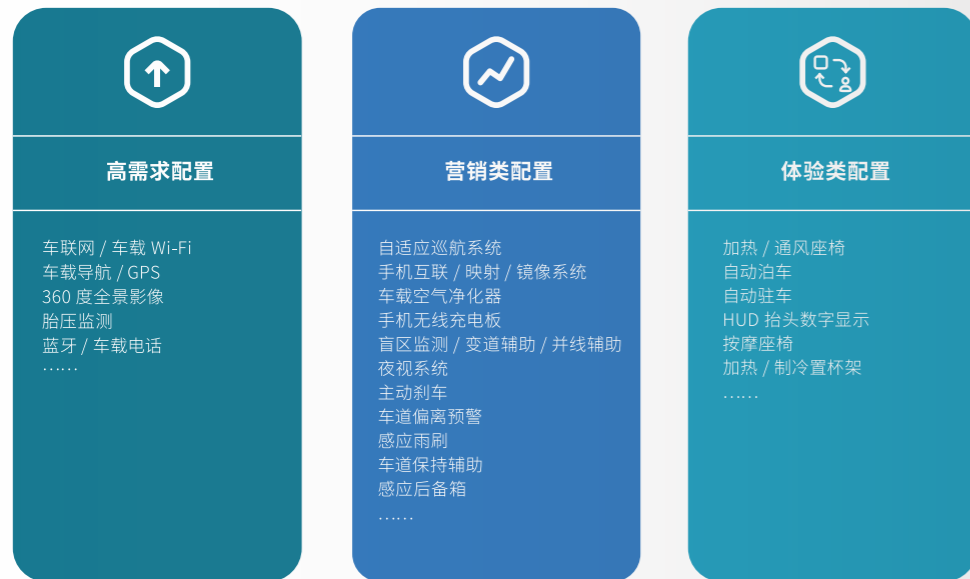 高需求配置
车联网 / 车载 Wi-Fi
车载导航 / GPS
360 度全景影像
胎压监测
蓝牙 / 车载电话
……
营销类配置
自适应巡航系统
手机互联 / 映射 / 镜像系统
车载空气净化器
手机无线充电板
盲区监测 / 变道辅助 / 并线辅助
夜视系统
主动刹车
车道偏离预警
感应雨刷
车道保持辅助
感应后备箱
……
体验类配置
加热 / 通风座椅
自动泊车
自动驻车
HUD 抬头数字显示
按摩座椅
加热 / 制冷置杯架
……